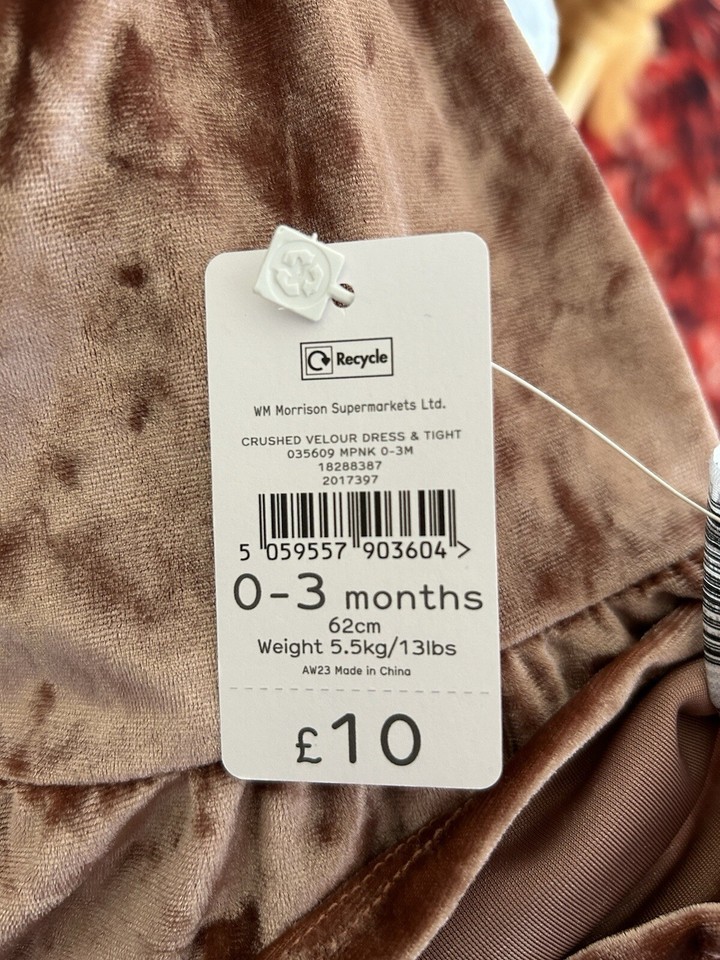 Recycle
WM Morrison Supermarkets Ltd.
CRUSHED VELOUR DRESS & TIGHT
035609 MPNK 0-3M
18288387
2017397
5 059557 903604 >
0-3 months
62cm
Weight 5.5kg/13lbs
AW23 Made in China
£10